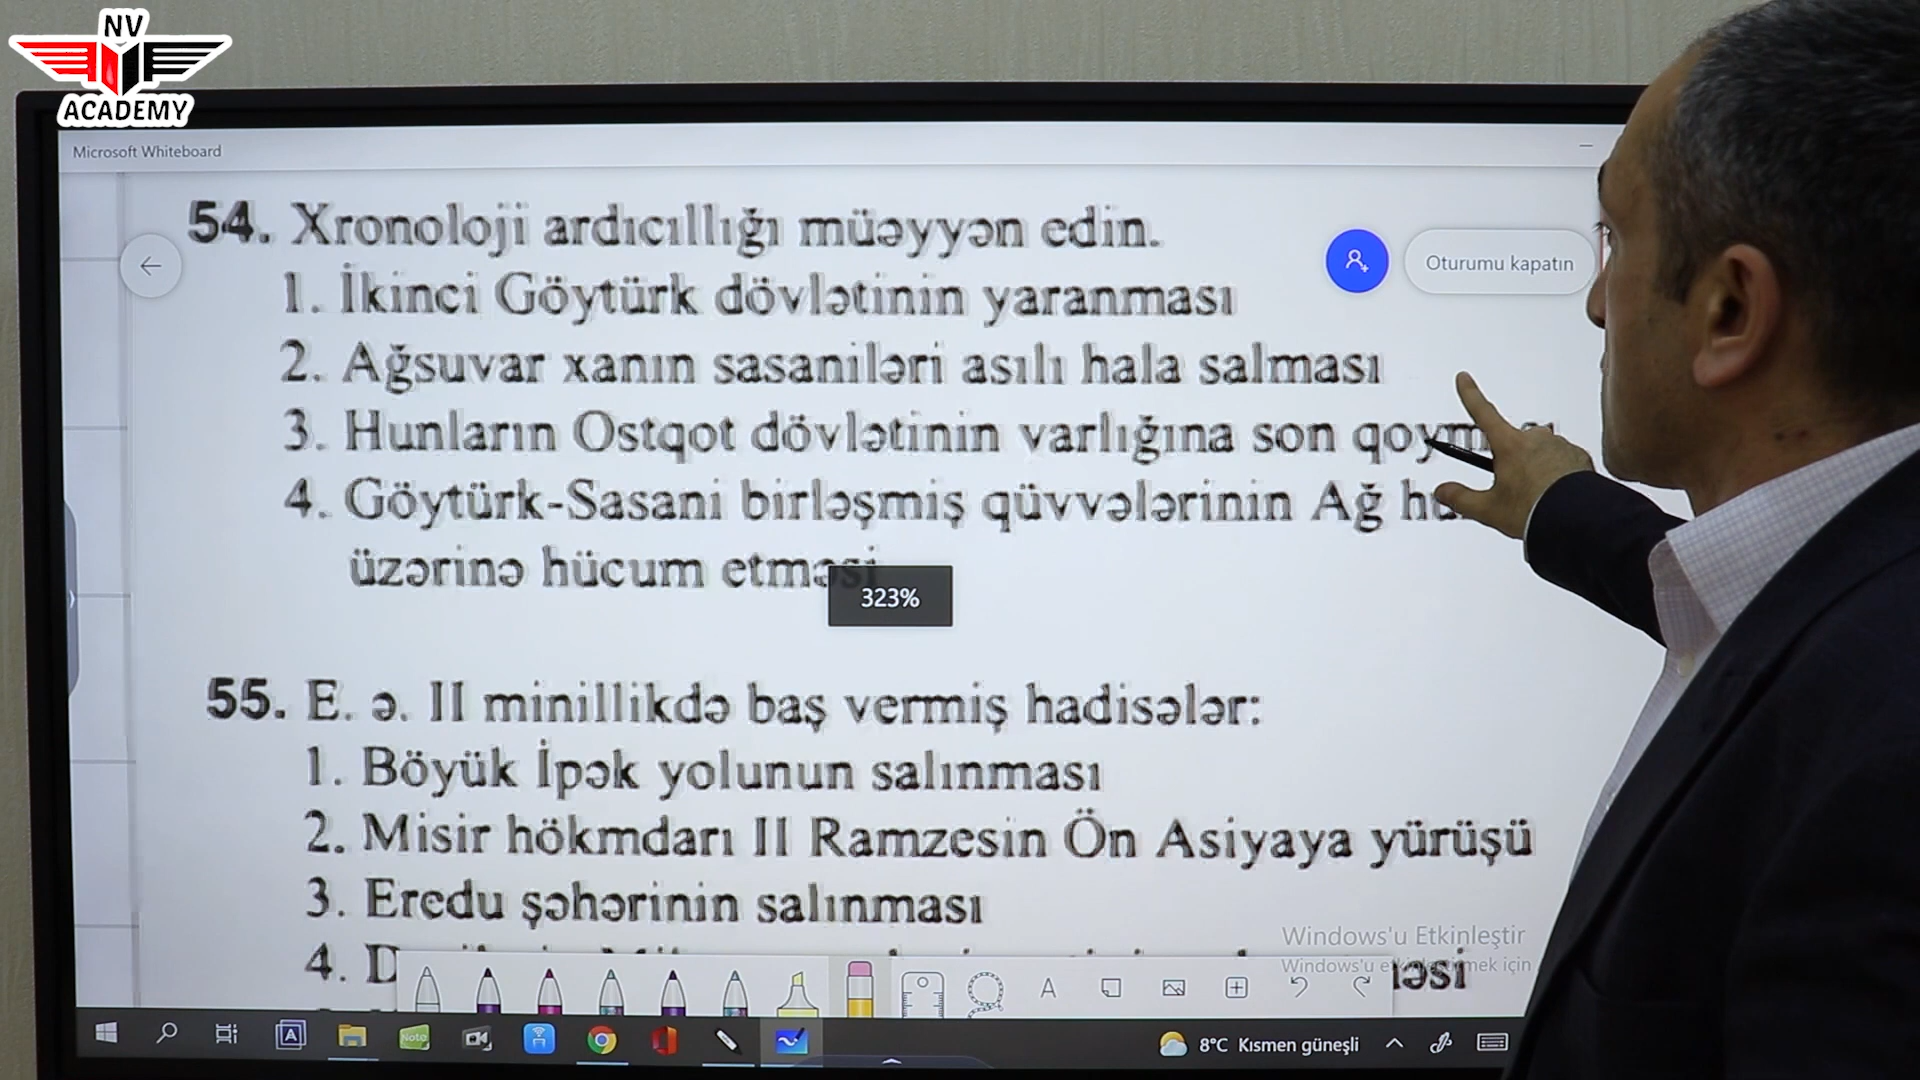 NV
ACADEMY
Microsoft Whiteboard
54. Xronoloji ardıcıllığı müəyyən edin.
1. İkinci Göytürk dövlətinin yaranması
Oturumu kapatın
2. Ağsuvar xanın sasaniləri asılı hala salması
3. Hunların Ostqot dövlətinin varlığına son
4. Göytürk-Sasani birləşmiş qüvvələrinin Ağ
üzərinə hücum etməsi
323%
55. E. ə. II minillikdə baş vermiş hadisələr:
1. Böyük İpək yolunun salınması
2. Misir hökmdarı II Ramzesin Ön Asiyaya yürüşü
3. Eredu şəhərinin salınması
Windows'u Etkinleştir
4.
8°C Kısmen güneşli